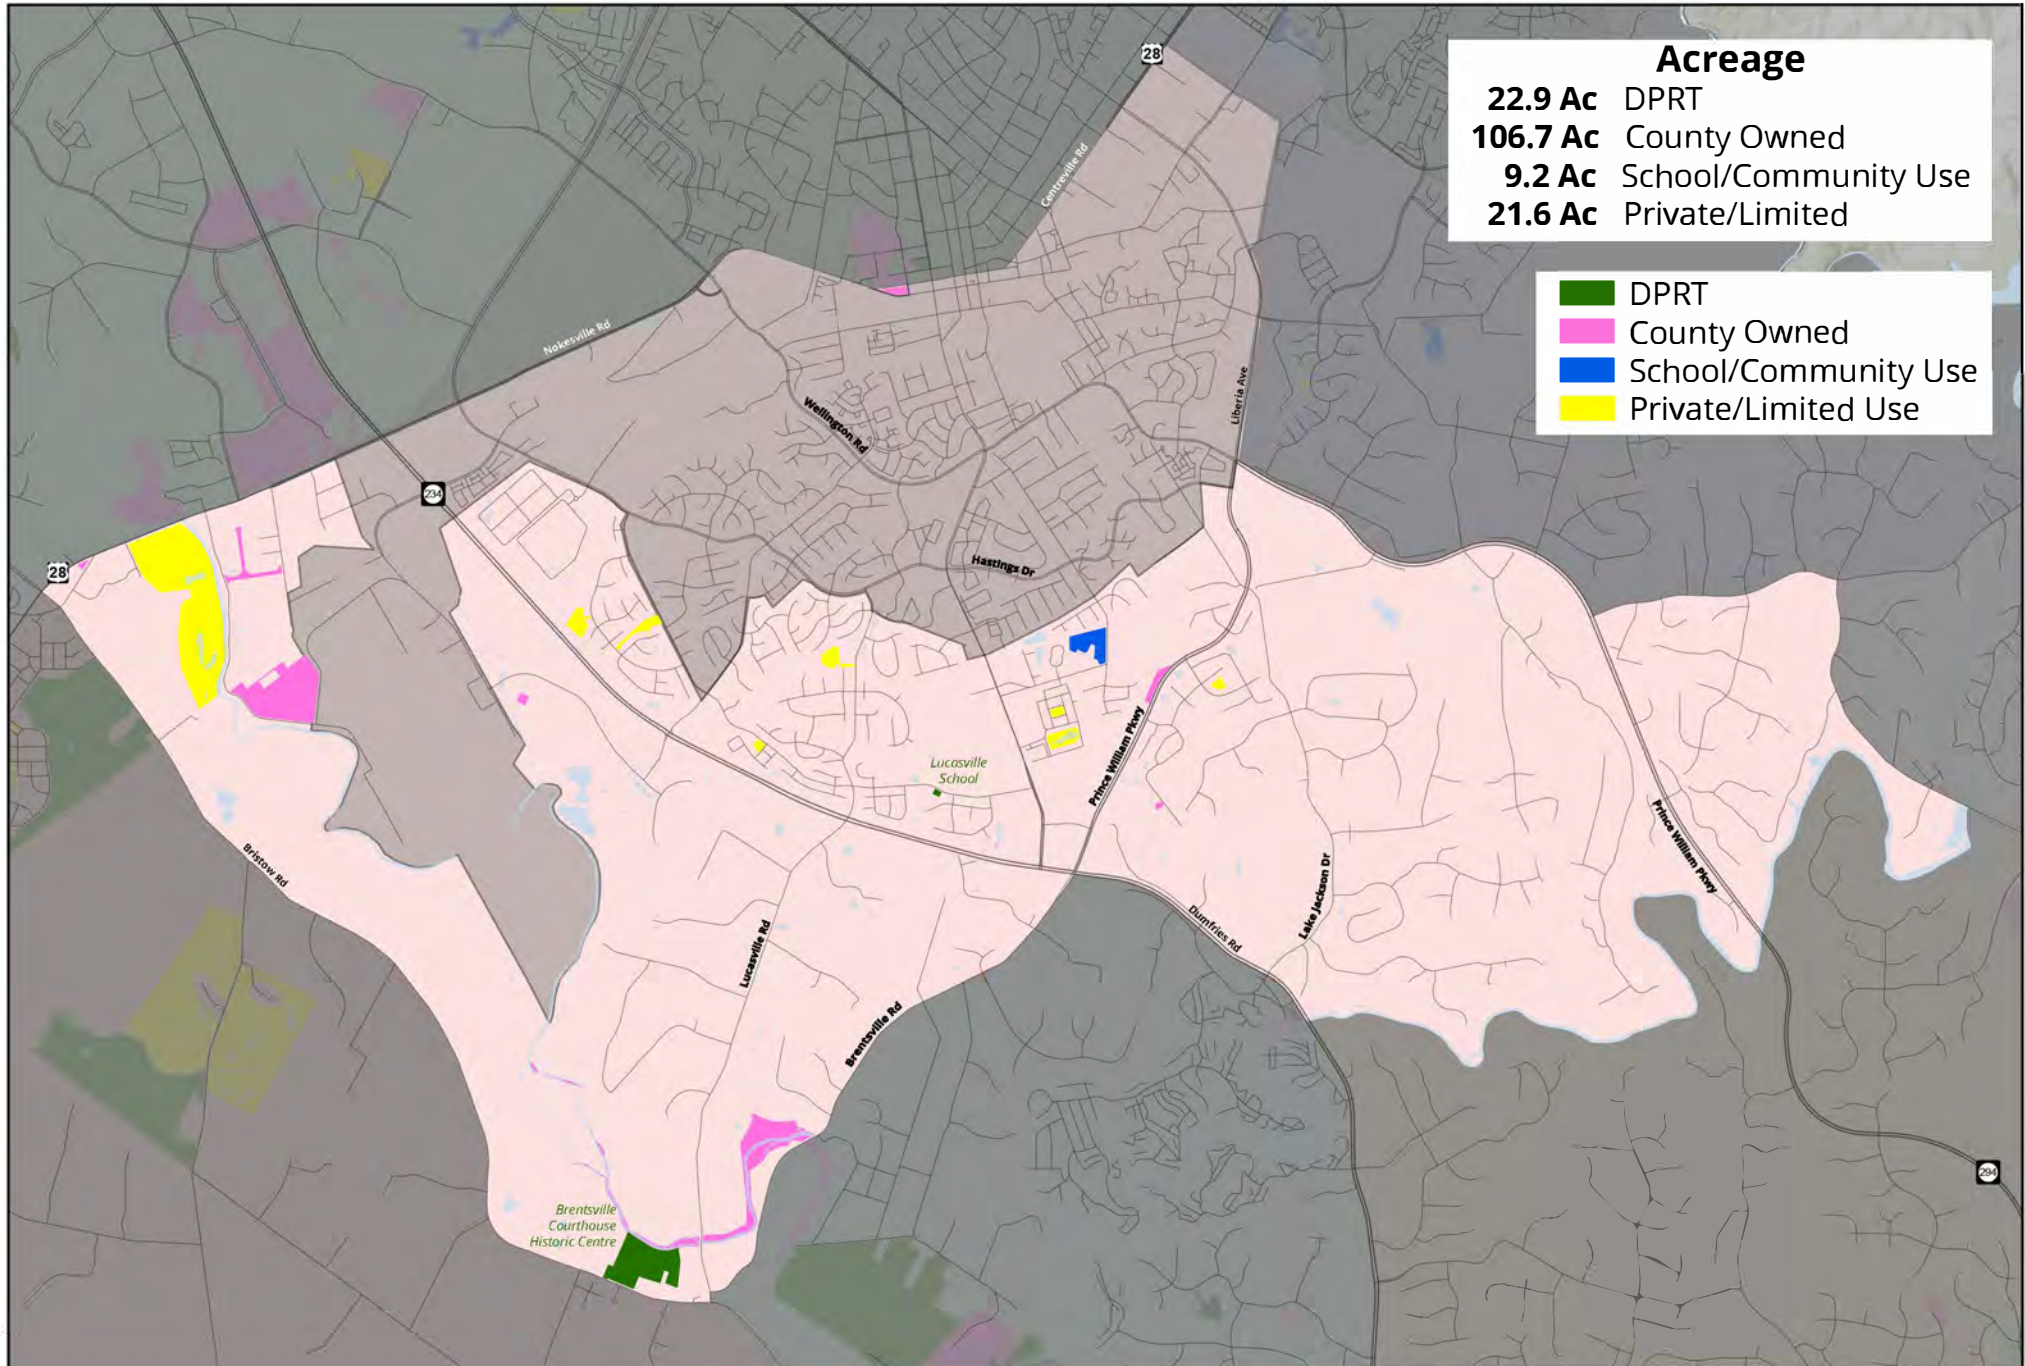 Acreage
22.9 Ac DPRT
106.7 Ac County Owned
9.2 Ac School/Community Use
21.6 Ac Private/Limited
DPRT
County Owned
School/Community Use
Private/Limited Use
28
Centreville Rd
Nokesville Rd
Liberia Ave
Wellington Rd
234
28
Hastings Dr
Prince William Pkwy
Lucasville
School
Prince William Pkwy
Bristow Rd
Lake Jackson Dr
Dumfries Rd
Lucasville Rd
Brentsville Rd
294
Brentsville
Courthouse
Historic Centre